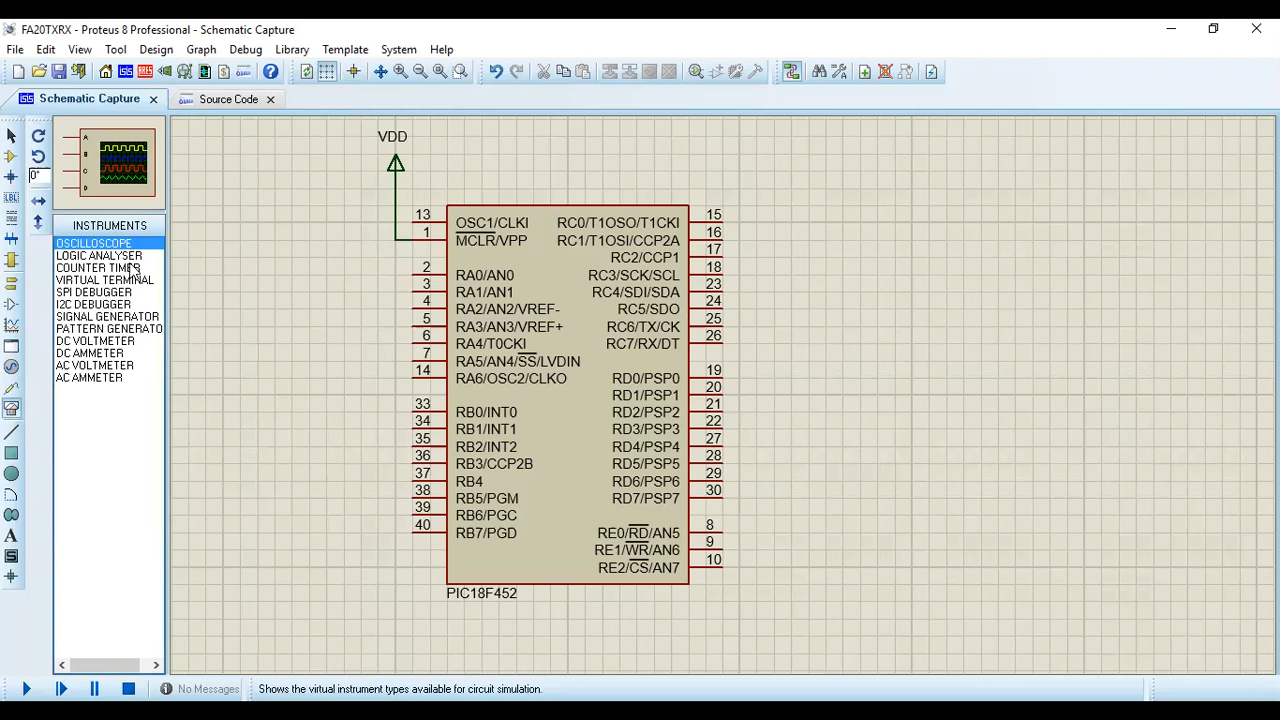 FA20TXRX - Proteus 8 Professional - Schematic Capture
File Edit View Tool Design Graph Debug Library Template System Help
Schematic Capture
Source Code
A
B
C
D
0°
LBL
INSTRUMENTS
OSCILLOSCOPE
LOGIC ANALYSER
COUNTER TIMER
VIRTUAL TERMINAL
SPI DEBUGGER
I2C DEBUGGER
SIGNAL GENERATOR
PATTERN GENERATO
DC VOLTMETER
DC AMMETER
AC VOLTMETER
AC AMMETER
VDD
13 OSC1/CLKI RC0/T1OSO/T1CKI 15
1 MCLR/VPP RC1/T1OSI/CCP2A 16
RC2/CCP1 17
2 RA0/AN0 RC3/SCK/SCL 18
3 RA1/AN1 RC4/SDI/SDA 23
4 RA2/AN2/VREF- RC5/SDO 24
5 RA3/AN3/VREF+ RC6/TX/CK 25
6 RA4/T0CKI RC7/RX/DT 26
7 RA5/AN4/SS/LVDIN
14 RA6/OSC2/CLKO RD0/PSP0 19
RD1/PSP1 20
33 RB0/INT0 RD2/PSP2 21
34 RB1/INT1 RD3/PSP3 22
35 RB2/INT2 RD4/PSP4 27
36 RB3/CCP2B RD5/PSP5 28
37 RB4 RD6/PSP6 29
38 RB5/PGM RD7/PSP7 30
39 RB6/PGC
40 RB7/PGD RE0/RD/AN5 8
RE1/WR/AN6 9
RE2/CS/AN7 10
PIC18F452
No Messages
Shows the virtual instrument types available for circuit simulation.